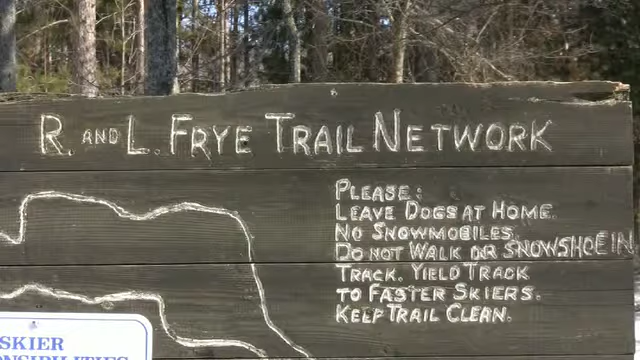 R. AND L. FRYE TRAIL NETWORK
PLEASE:
LEAVE DOGS AT HOME.
NO SNOWMOBILES
DO NOT WALK OR SNOWSHOE IN
TRACK. YIELD TRACK
TO FASTER SKIERS.
KEEP TRAIL CLEAN.
SKIER